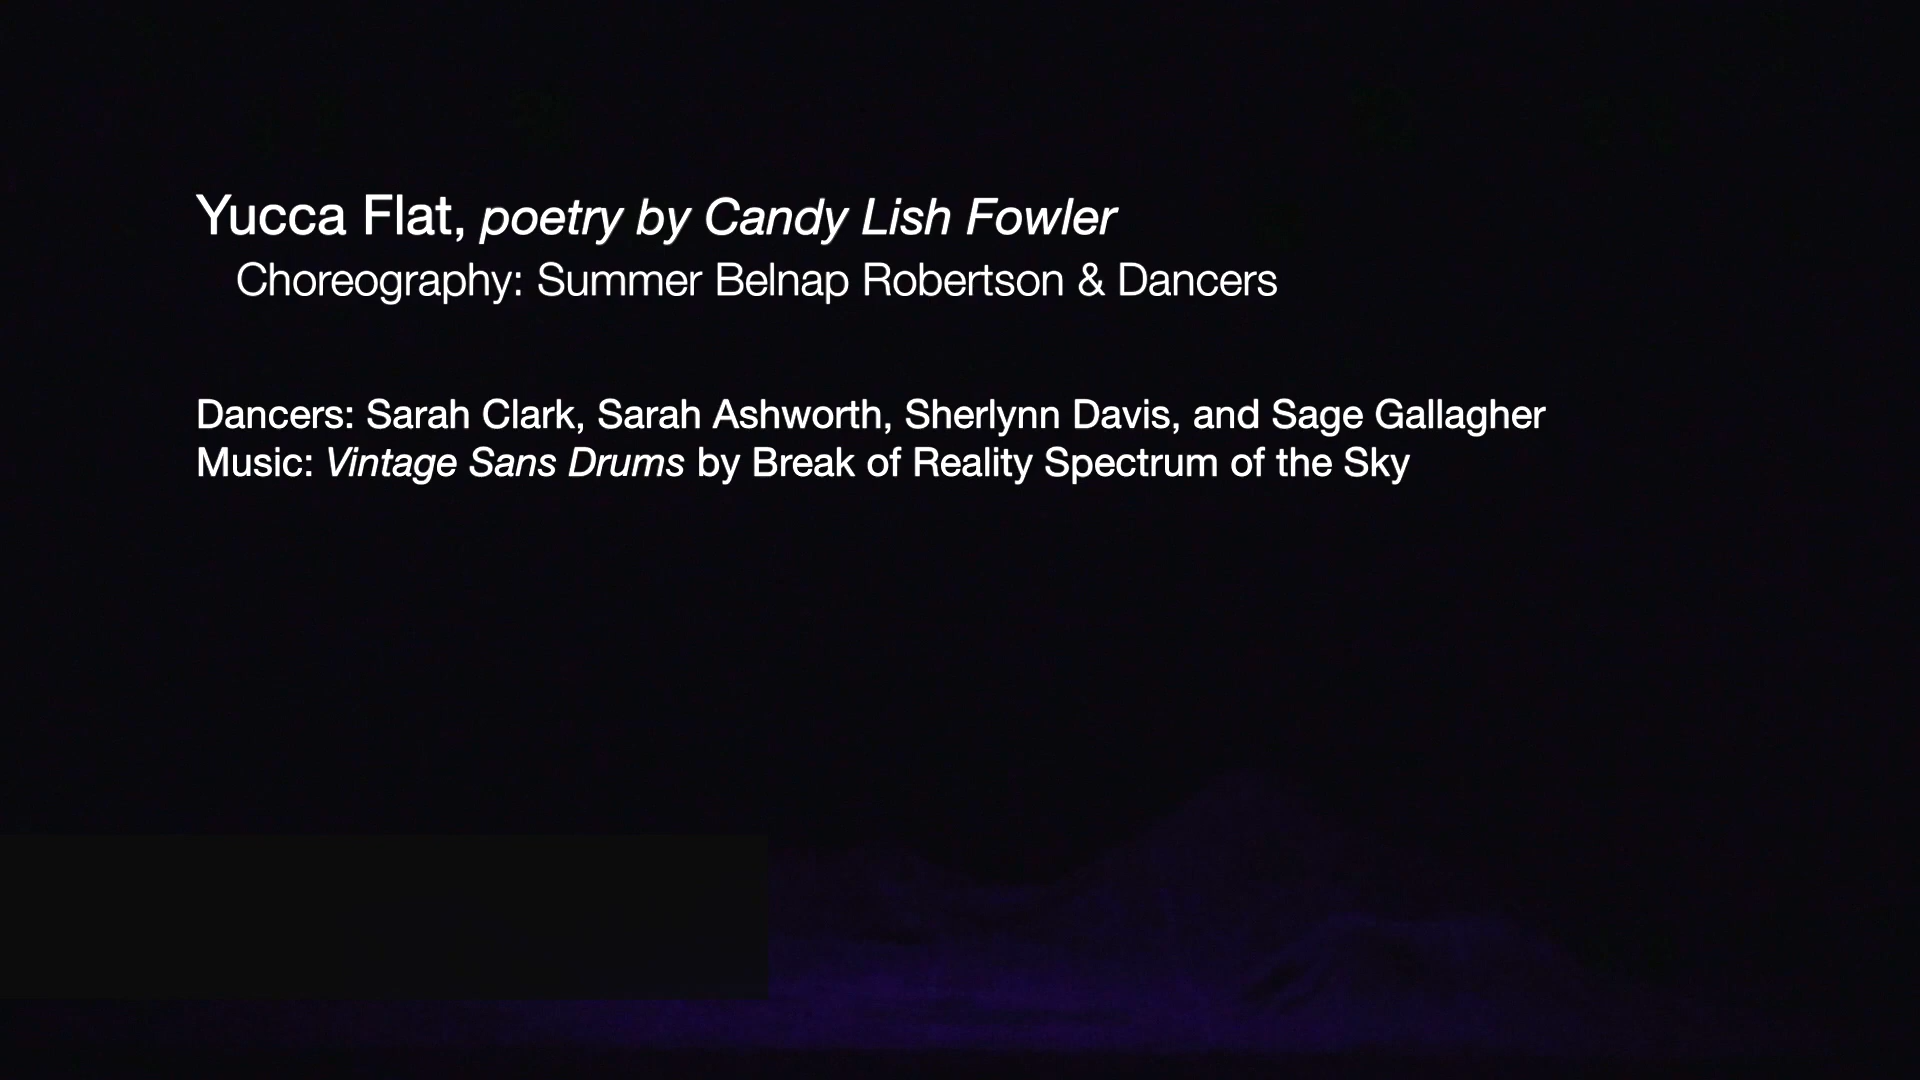 Yucca Flat, poetry by Candy Lish Fowler
Choreography: Summer Belnap Robertson & Dancers
Dancers: Sarah Clark, Sarah Ashworth, Sherlynn Davis, and Sage Gallagher
Music: Vintage Sans Drums by Break of Reality Spectrum of the Sky